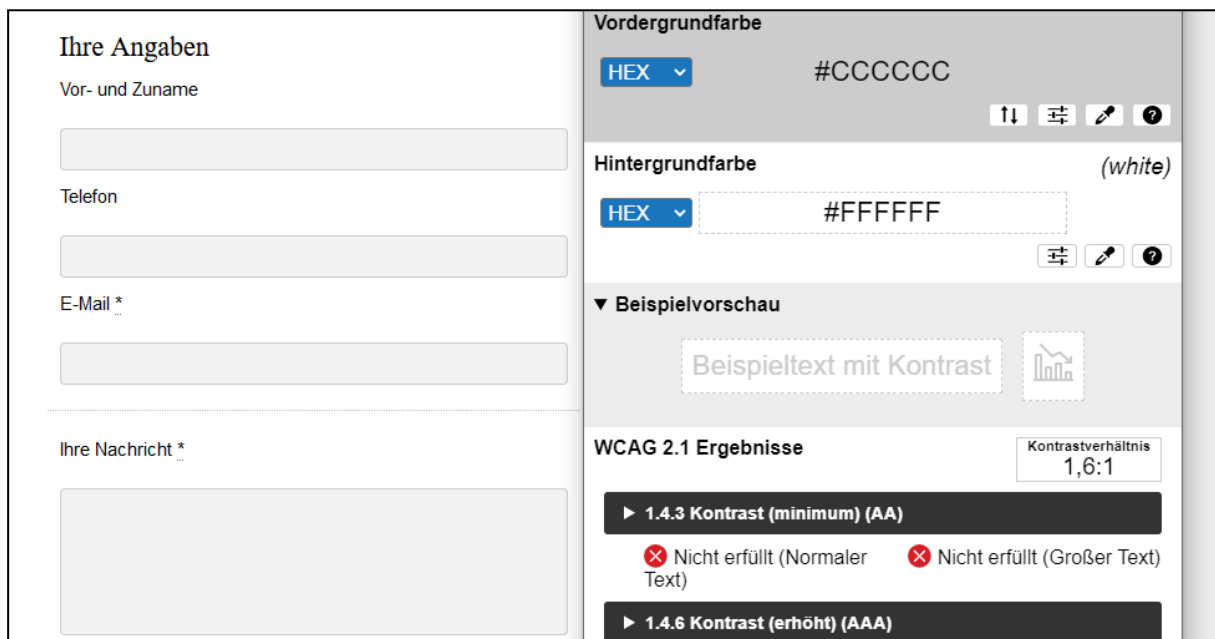 Ihre Angaben
Vor- und Zuname
Telefon
E-Mail *
Ihre Nachricht *
Vordergrundfarbe
HEX #CCCCCC
Hintergrundfarbe (white)
HEX #FFFFFF
▼ Beispielvorschau
Beispieltext mit Kontrast
WCAG 2.1 Ergebnisse
Kontrastverhältnis
1,6:1
▶ 1.4.3 Kontrast (minimum) (AA)
Nicht erfüllt (Normaler
Text)
Nicht erfüllt (Großer Text)
▶ 1.4.6 Kontrast (erhöht) (AAA)